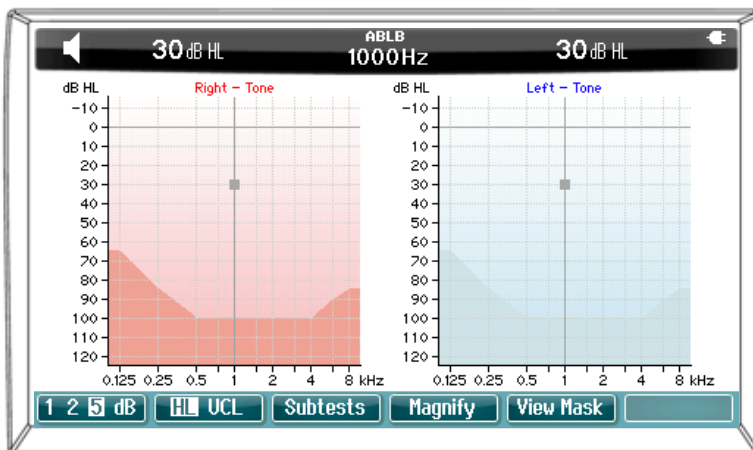 ABLB
30 dB HL 1000 Hz 30 dB HL
dB HL Right - Tone dB HL Left - Tone
-10 -10
0 0
10 10
20 20
30 30
40 40
50 50
60 60
70 70
80 80
90 90
100 100
110 110
120 120
0.125 0.25 0.5 1 2 4 8 kHz 0.125 0.25 0.5 1 2 4 8 kHz
1 2 5 dB HL UCL Subtests Magnify View Mask